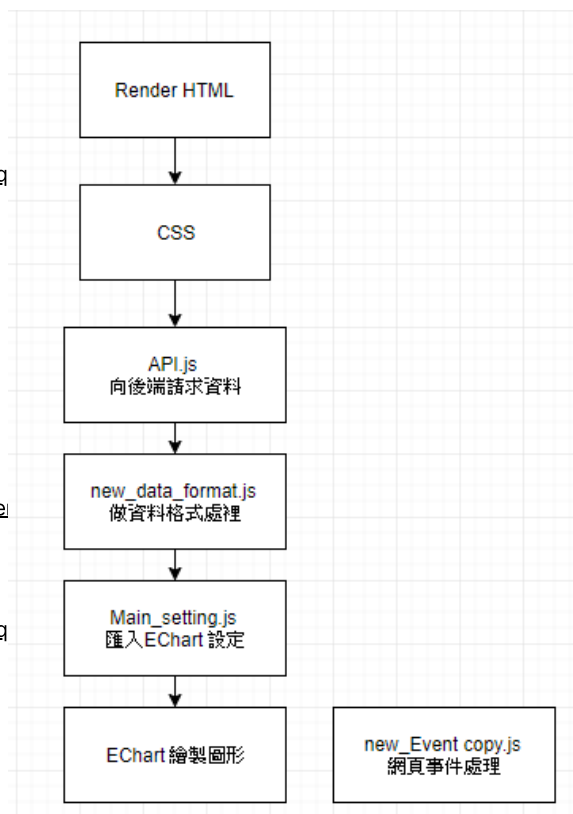 Render HTML
CSS
API.js
向後端請求資料
new_data_format.js
做資料格式處裡
Main_setting.js
匯入EChart 設定
EChart 繪製圖形
new_Event copy.js
網頁事件處理